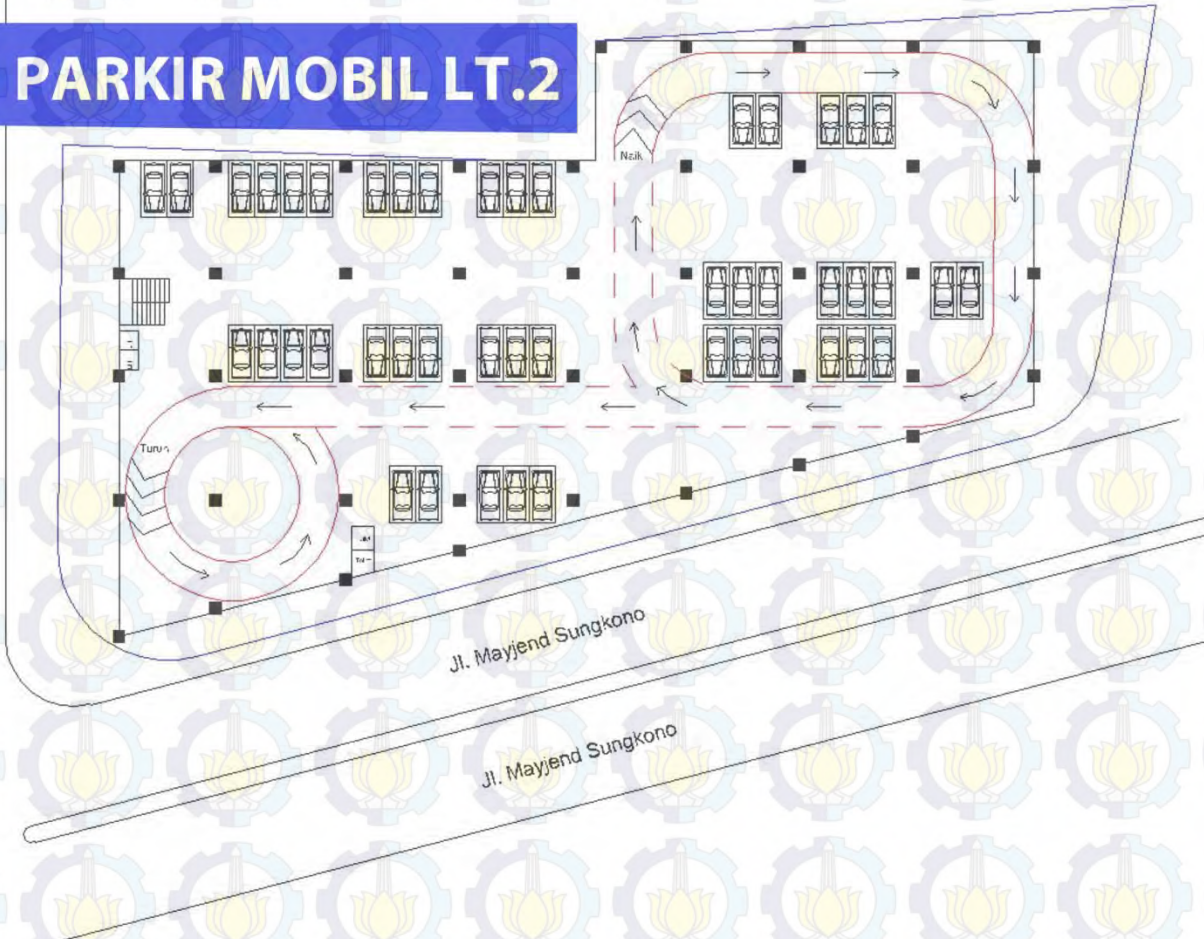 PARKIR MOBIL LT.2
Naik
Turun
Jl. Mayjend Sungkono
Jl. Mayjend Sungkono